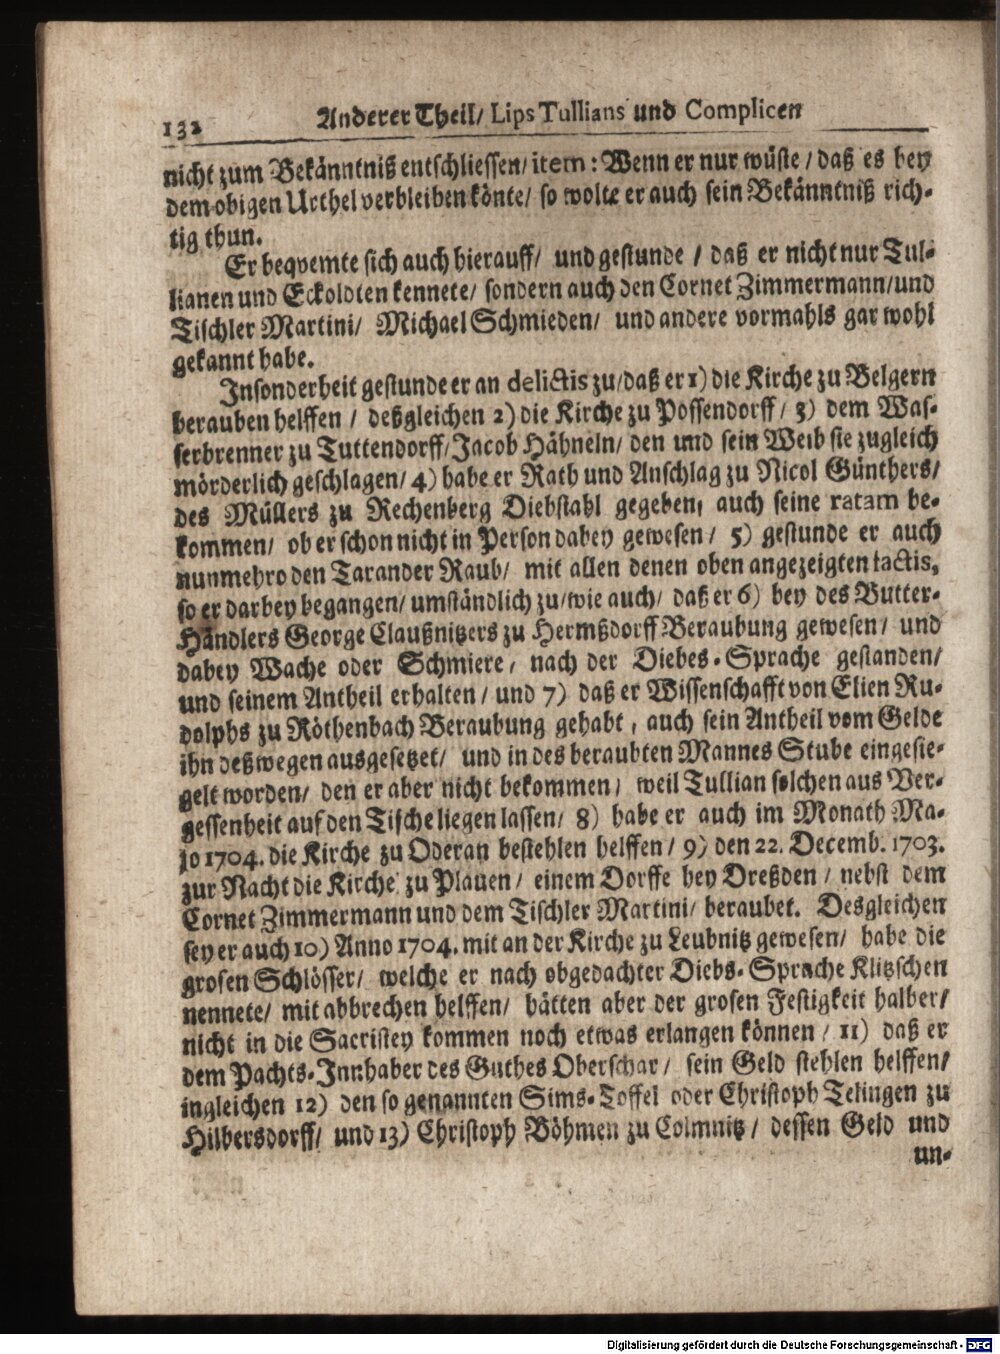 132 Anderer Theil/ Lips Tullians und Complicen
nicht zum Bekänntniß entschliessen/ item: Wenn er nur wüste / daß es bey
dem obigen Urthel verbleiben könte/ so wolte er auch sein Bekänntniß rich-
tig thun.
Er beqvemte sich auch hierauff/ und gestunde / daß er nicht nur Tul-
lianen und Eckoldten kennete/ sondern auch den Cornet Zimmermann/und
Tischler Martini/ Michael Schmieden/ und andere vormahls gar wohl
gekannt habe.
Insonderheit gestunde er an delictis zu/daß er 1) die Kirche zu Belgern
berauben helffen / deßgleichen 2) die Kirche zu Possendorff / 3) dem Was-
serbrenner zu Tuttendorff/Jacob Hähneln/ den und sein Weib sie zugleich
mörderlich geschlagen/ 4) habe er Rath und Anschlag zu Nicol Günthers/
des Müllers zu Rechenberg Diebstahl gegeben, auch seine ratam be-
kommen/ ob er schon nicht in Person dabey gewesen / 5) gestunde er auch
nunmehro den Tarander Raub/ mit allen denen oben angezeigten factis,
so er darbey begangen/ umständlich zu/wie auch/ daß er 6) bey des Butter-
Händlers George Claußnitzers zu Hermßdorff Beraubung gewesen/ und
dabey Wache oder Schmiere, nach der Diebes-Sprache gestanden/
und seinem Antheil erhalten / und 7) daß er Wissenschafft von Elien Ru-
dolphs zu Röthenbach Beraubung gehabt, auch sein Antheil vom Gelde
ihn deßwegen ausgesetzet/ und in des beraubten Mannes Stube eingesie-
gelt worden/ den er aber nicht bekommen/ weil Tullian solchen aus Ver-
gessenheit auf den Tische liegen lassen/ 8) habe er auch im Monath Ma-
jo 1704. die Kirche zu Oderan bestehlen helffen / 9) den 22. Decemb. 1703.
zur Nacht die Kirche zu Plauen / einem Dorffe bey Dreßden / nebst dem
Cornet Zimmermann und dem Tischler Martini/ beraubet. Desgleichen
sey er auch 10) Anno 1704. mit an der Kirche zu Leubnitz gewesen/ habe die
grosen Schlösser/ welche er nach obgedachter Diebs-Sprache Klitzschen
nennete/ mit abbrechen helffen/ hätten aber der grosen Festigkeit halber/
nicht in die Sacristey kommen noch etwas erlangen können / 11) daß er
dem Pachts-Innhaber des Guthes Oberschar / sein Geld stehlen helffen/
ingleichen 12) den so genannten Sims-Toffel oder Christoph Telingen zu
Hilbersdorff/ und 13) Christoph Böhmen zu Colmnitz / dessen Geld und
un-
Digitalisierung gefördert durch die Deutsche Forschungsgemeinschaft - DFG